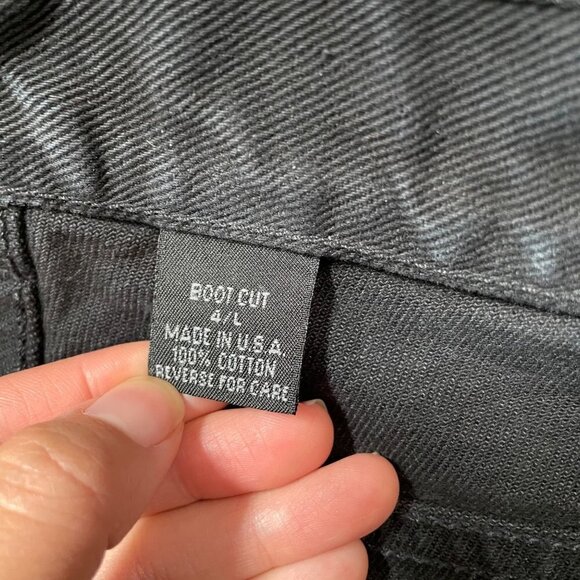 BOOT CUT
4/L
MADE IN U.S.A.
100% COTTON
REVERSE FOR CARE